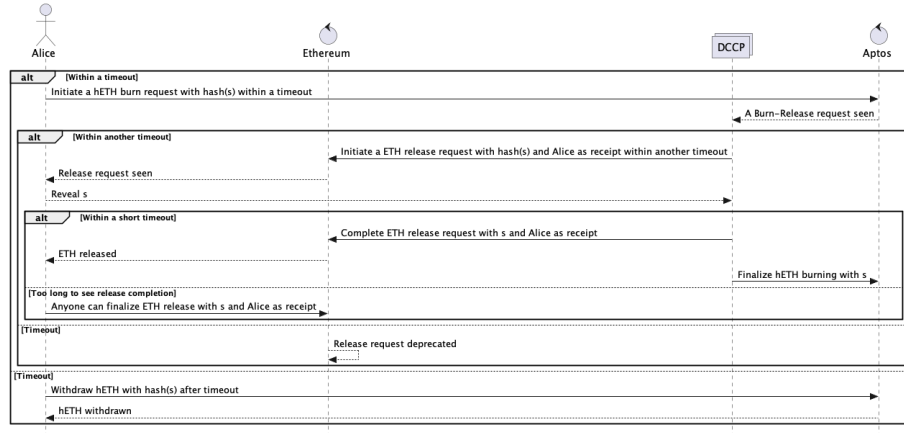 Alice
Ethereum
DCCP
Aptos
alt [Within a timeout]
Initiate a hETH burn request with hash(s) within a timeout
A Burn-Release request seen
alt [Within another timeout]
Initiate a ETH release request with hash(s) and Alice as receipt within another timeout
Release request seen
Reveal s
alt [Within a short timeout]
Complete ETH release request with s and Alice as receipt
ETH released
Finalize hETH burning with s
[Too long to see release completion]
Anyone can finalize ETH release with s and Alice as receipt
[Timeout]
Release request deprecated
[Timeout]
Withdraw hETH with hash(s) after timeout
hETH withdrawn